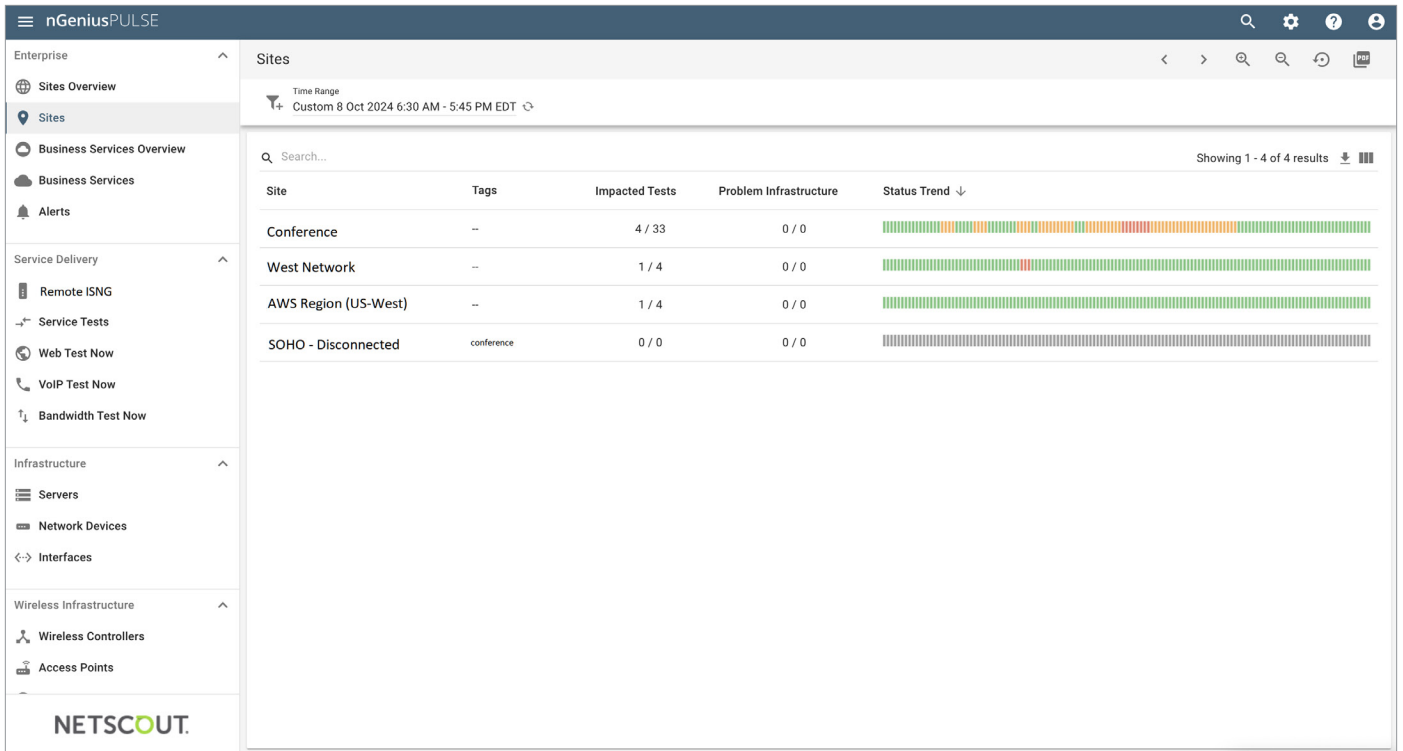 nGeniusPULSE
Enterprise
Sites Overview
Sites
Business Services Overview
Business Services
Alerts
Service Delivery
Remote ISNG
Service Tests
Web Test Now
VoIP Test Now
Bandwidth Test Now
Infrastructure
Servers
Network Devices
Interfaces
Wireless Infrastructure
Wireless Controllers
Access Points
NETSCOUT.
Sites
PDF
Time Range
Custom 8 Oct 2024 6:30 AM - 5:45 PM EDT
Search...
Showing 1 - 4 of 4 results
Site Tags Impacted Tests Problem Infrastructure Status Trend
Conference -- 4 / 33 0 / 0
West Network -- 1 / 4 0 / 0
AWS Region (US-West) -- 1 / 4 0 / 0
SOHO - Disconnected conference 0 / 0 0 / 0